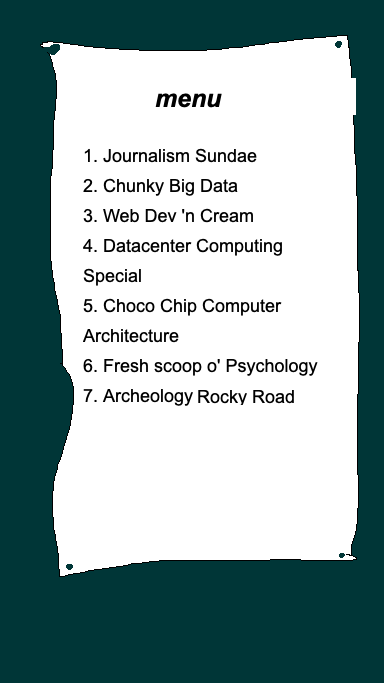 menu
1. Journalism Sundae
2. Chunky Big Data
3. Web Dev 'n Cream
4. Datacenter Computing
Special
5. Choco Chip Computer
Architecture
6. Fresh scoop o' Psychology
7. Archeology Rocky Road